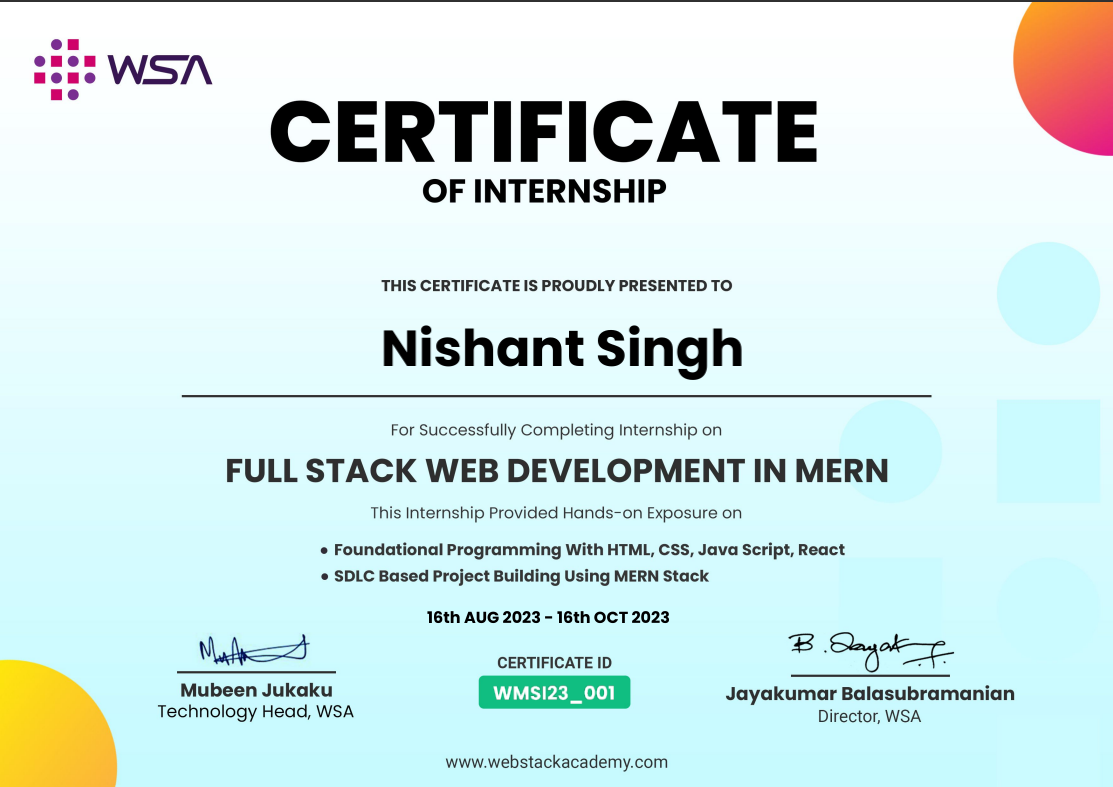 WSA
CERTIFICATE
OF INTERNSHIP
THIS CERTIFICATE IS PROUDLY PRESENTED TO
Nishant Singh
For Successfully Completing Internship on
FULL STACK WEB DEVELOPMENT IN MERN
This Internship Provided Hands-on Exposure on
• Foundational Programming With HTML, CSS, Java Script, React
• SDLC Based Project Building Using MERN Stack
16th AUG 2023 - 16th OCT 2023
Mubeen Jukaku
Technology Head, WSA
CERTIFICATE ID
WMSI23_001
Jayakumar Balasubramanian
Director, WSA
www.webstackacademy.com